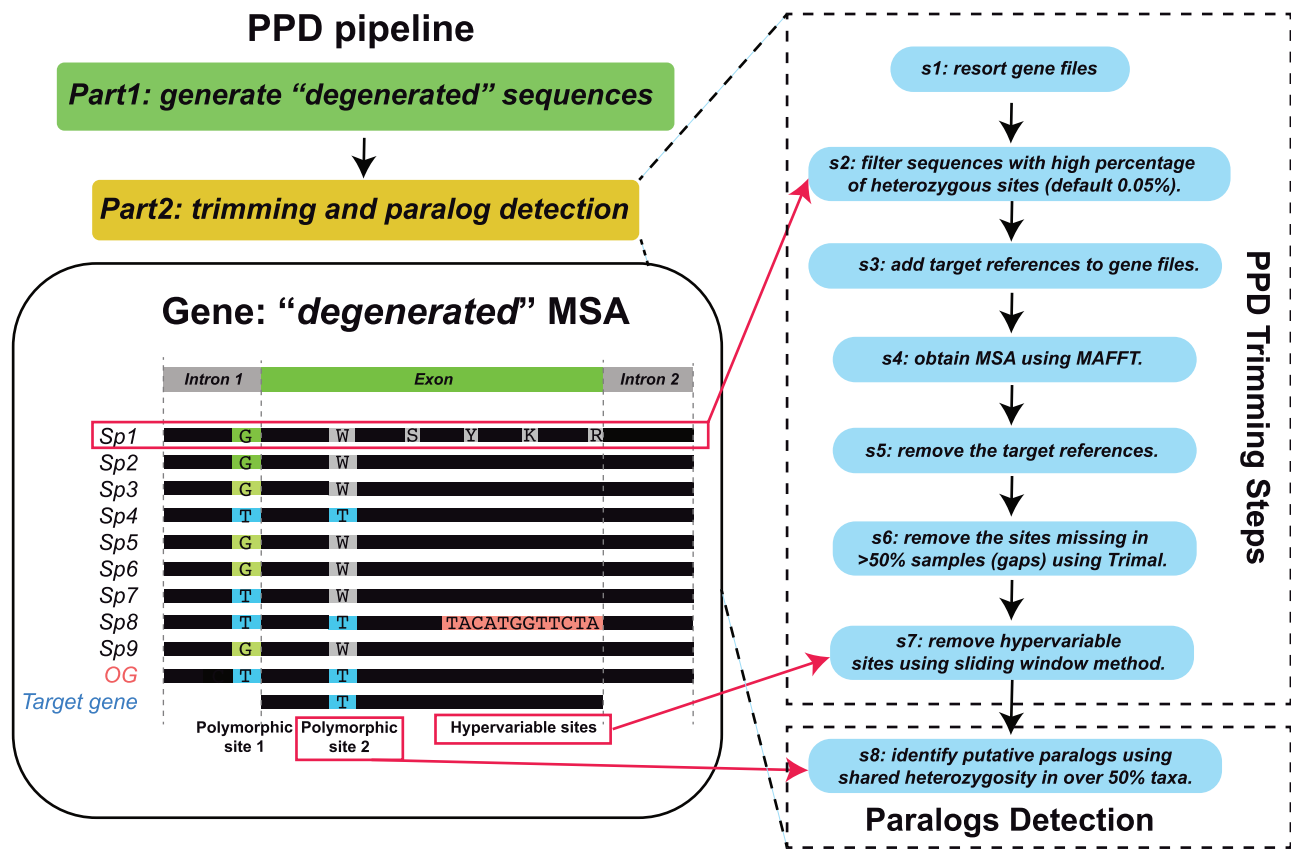 PPD pipeline
Part1: generate “degenerated” sequences
Part2: trimming and paralog detection
Gene: “degenerated” MSA
Intron 1
Exon
Intron 2
Sp1 G W S Y K R
Sp2 G W
Sp3 G W
Sp4 T T
Sp5 G W
Sp6 G W
Sp7 T W
Sp8 T T TACATGGTTCTA
Sp9 G W
OG T T
Target gene T
Polymorphic
site 1
Polymorphic
site 2
Hypervariable sites
s1: resort gene files
s2: filter sequences with high percentage
of heterozygous sites (default 0.05%).
s3: add target references to gene files.
s4: obtain MSA using MAFFT.
s5: remove the target references.
s6: remove the sites missing in
>50% samples (gaps) using Trimal.
s7: remove hypervariable
sites using sliding window method.
PPD Trimming Steps
s8: identify putative paralogs using
shared heterozygosity in over 50% taxa.
Paralogs Detection